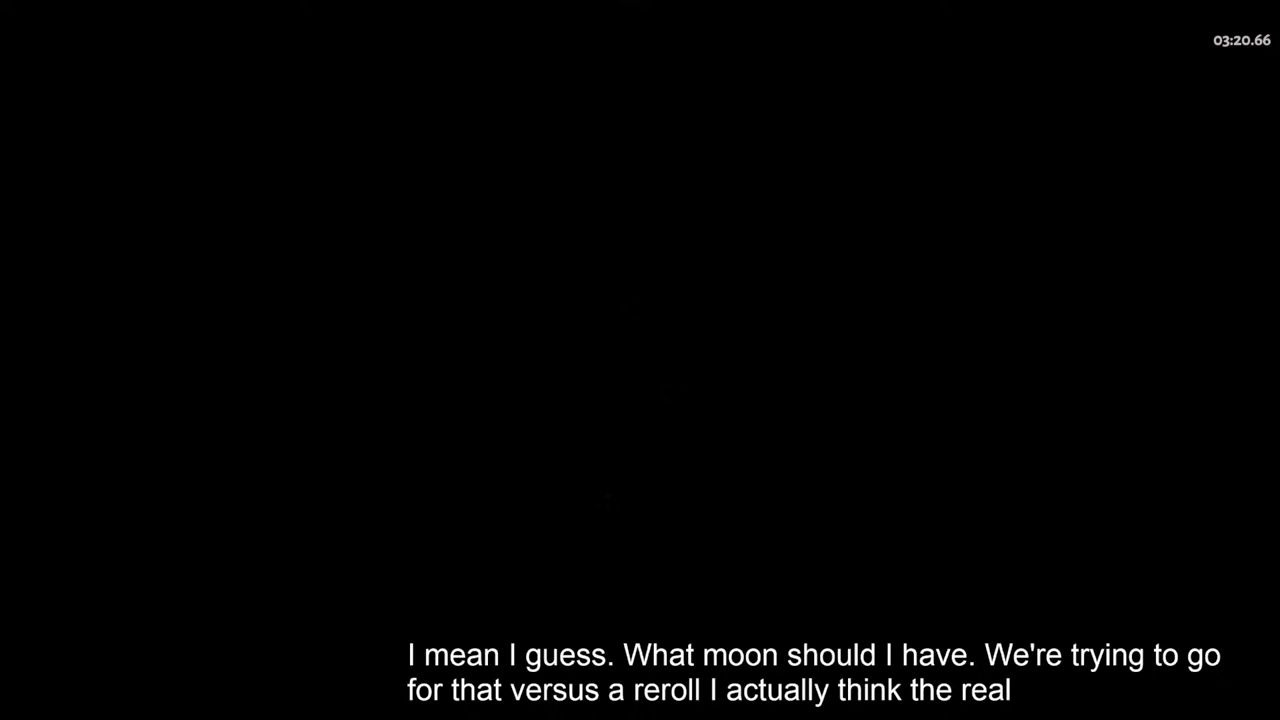 03:20.66
I mean I guess. What moon should I have. We're trying to go
for that versus a reroll I actually think the real